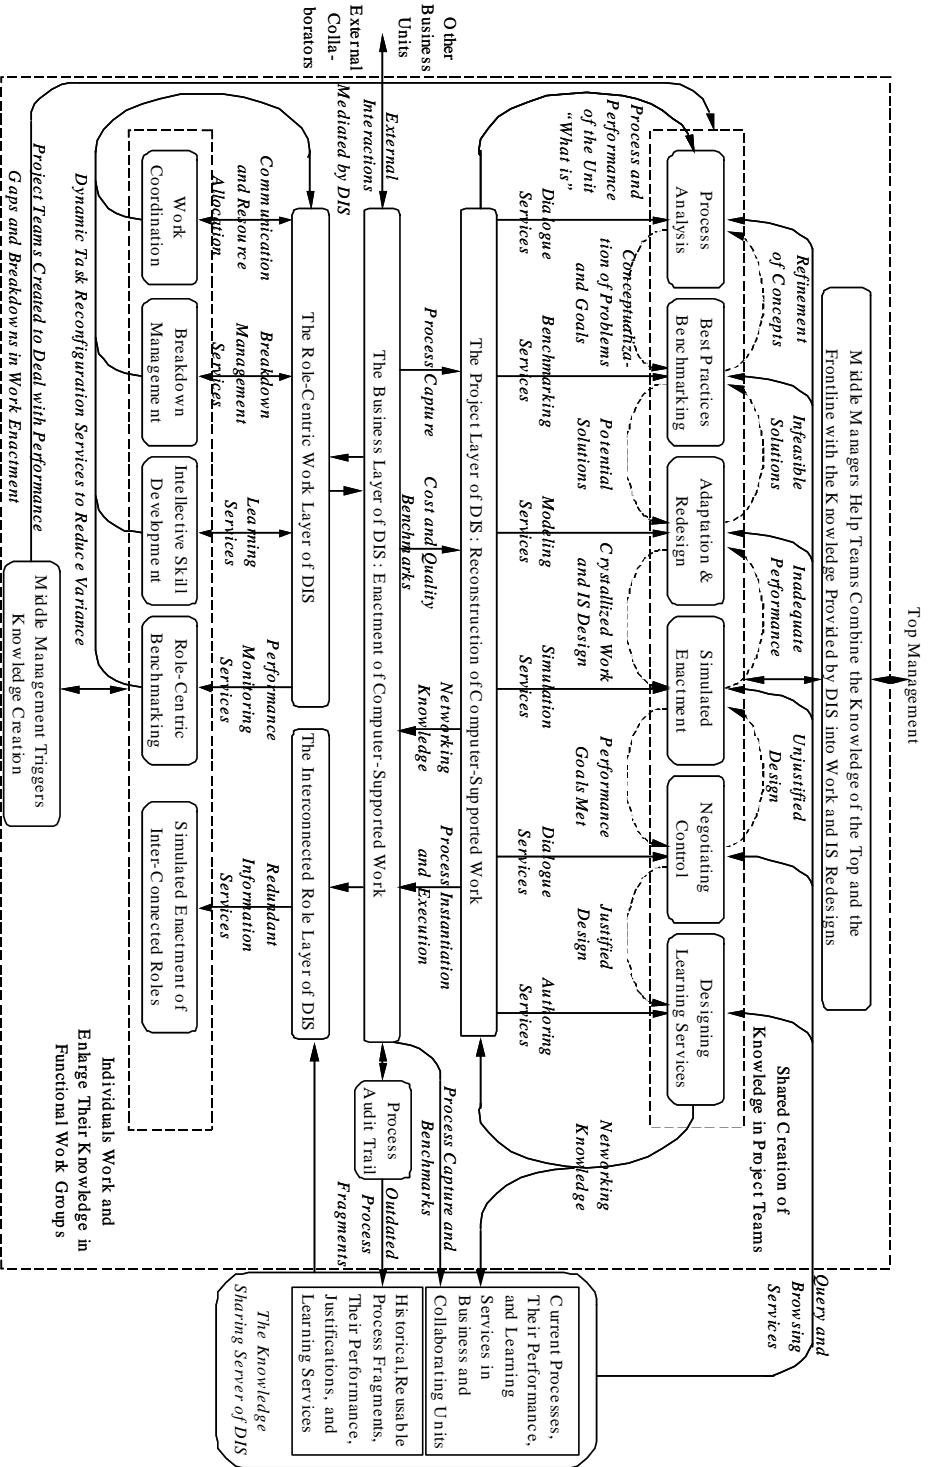 Top Management
Middle Managers Help Teams Combine the Knowledge of the Top and the
Frontline with the Knowledge Provided by DIS into Work and IS Redesigns
Refinement
of Concepts
Infeasible
Solutions
Inadequate
Performance
Unjustified
Design
Shared Creation of
Knowledge in Project Teams
Query and
Browsing
Services
Process
Analysis
Best Practices
Benchmarking
Adaptation &
Redesign
Simulated
Enactment
Negotiating
Control
Designing
Learning Services
Process and
Performance
of the Unit
“What is”
Conceptualiza-
tion of Problems
and Goals
Potential
Solutions
Crystallized Work
and IS Design
Performance
Goals Met
Justified
Design
Networking
Knowledge
Dialogue
Services
Benchmarking
Services
Modeling
Services
Simulation
Services
Dialogue
Services
Authoring
Services
The Project Layer of DIS: Reconstruction of Computer-Supported Work
Process Capture
Cost and Quality
Benchmarks
Networking
Knowledge
Process Instantiation
and Execution
Process Capture and
Benchmarks
Other
Business
Units
External
Colla-
borators
External
Interactions
Mediated by DIS
The Business Layer of DIS: Enactment of Computer-Supported Work
Process
Audit Trail
Outdated
Process
Fragments
The Role-Centric Work Layer of DIS
The Interconnected Role Layer of DIS
Communication
and Resource
Allocation
Breakdown
Management
Services
Learning
Services
Performance
Monitoring
Services
Redundant
Information
Services
Work
Coordination
Breakdown
Management
Intellective Skill
Development
Role-Centric
Benchmarking
Simulated Enactment of
Inter-Connected Roles
Individuals Work and
Enlarge Their Knowledge in
Functional Work Groups
Dynamic Task Reconfiguration Services to Reduce Variance
Project Teams Created to Deal with Performance
Gaps and Breakdowns in Work Enactment
Middle Management Triggers
Knowledge Creation
Current Processes,
Their Performance,
and Learning
Services in
Business and
Collaborating Units
Historical, Reusable
Process Fragments,
Their Performance,
Justifications, and
Learning Services
The Knowledge
Sharing Server of DIS